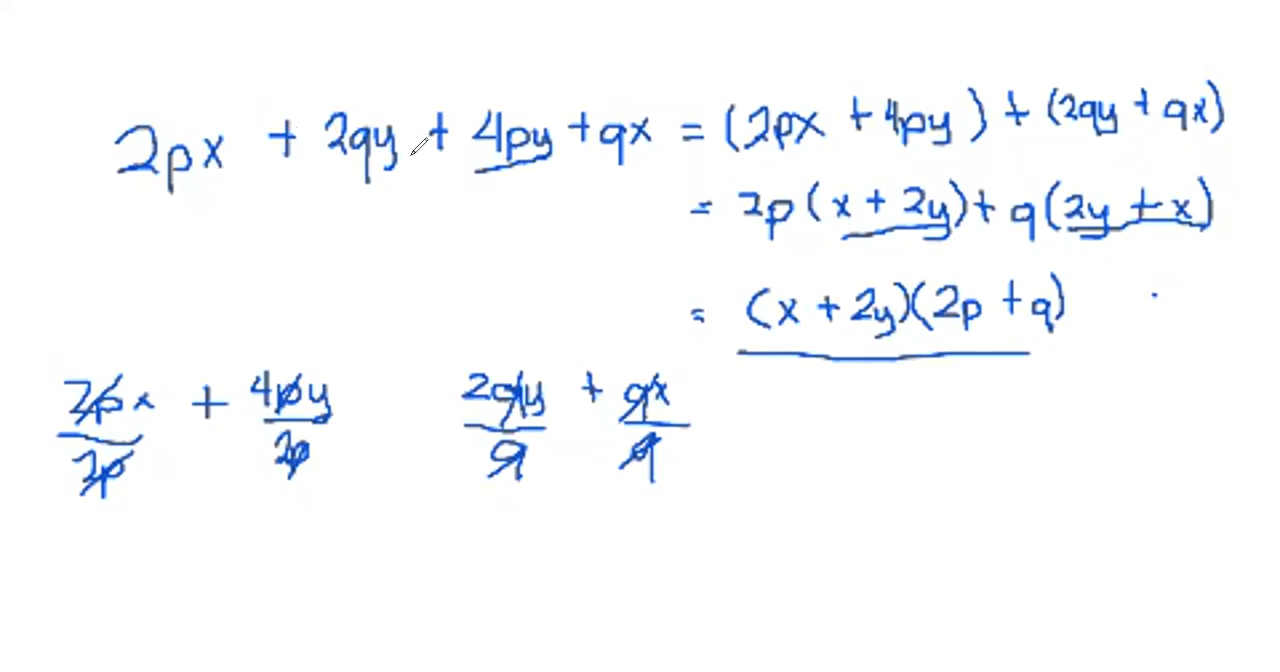 2px + 2qy + 4py + qx = (2px + 4py) + (2qy + qx)
= 2p(x + 2y) + q(2y + x)
= (x + 2y)(2p + q)
2px/2p + 4py/2p 2qy/q + qx/q